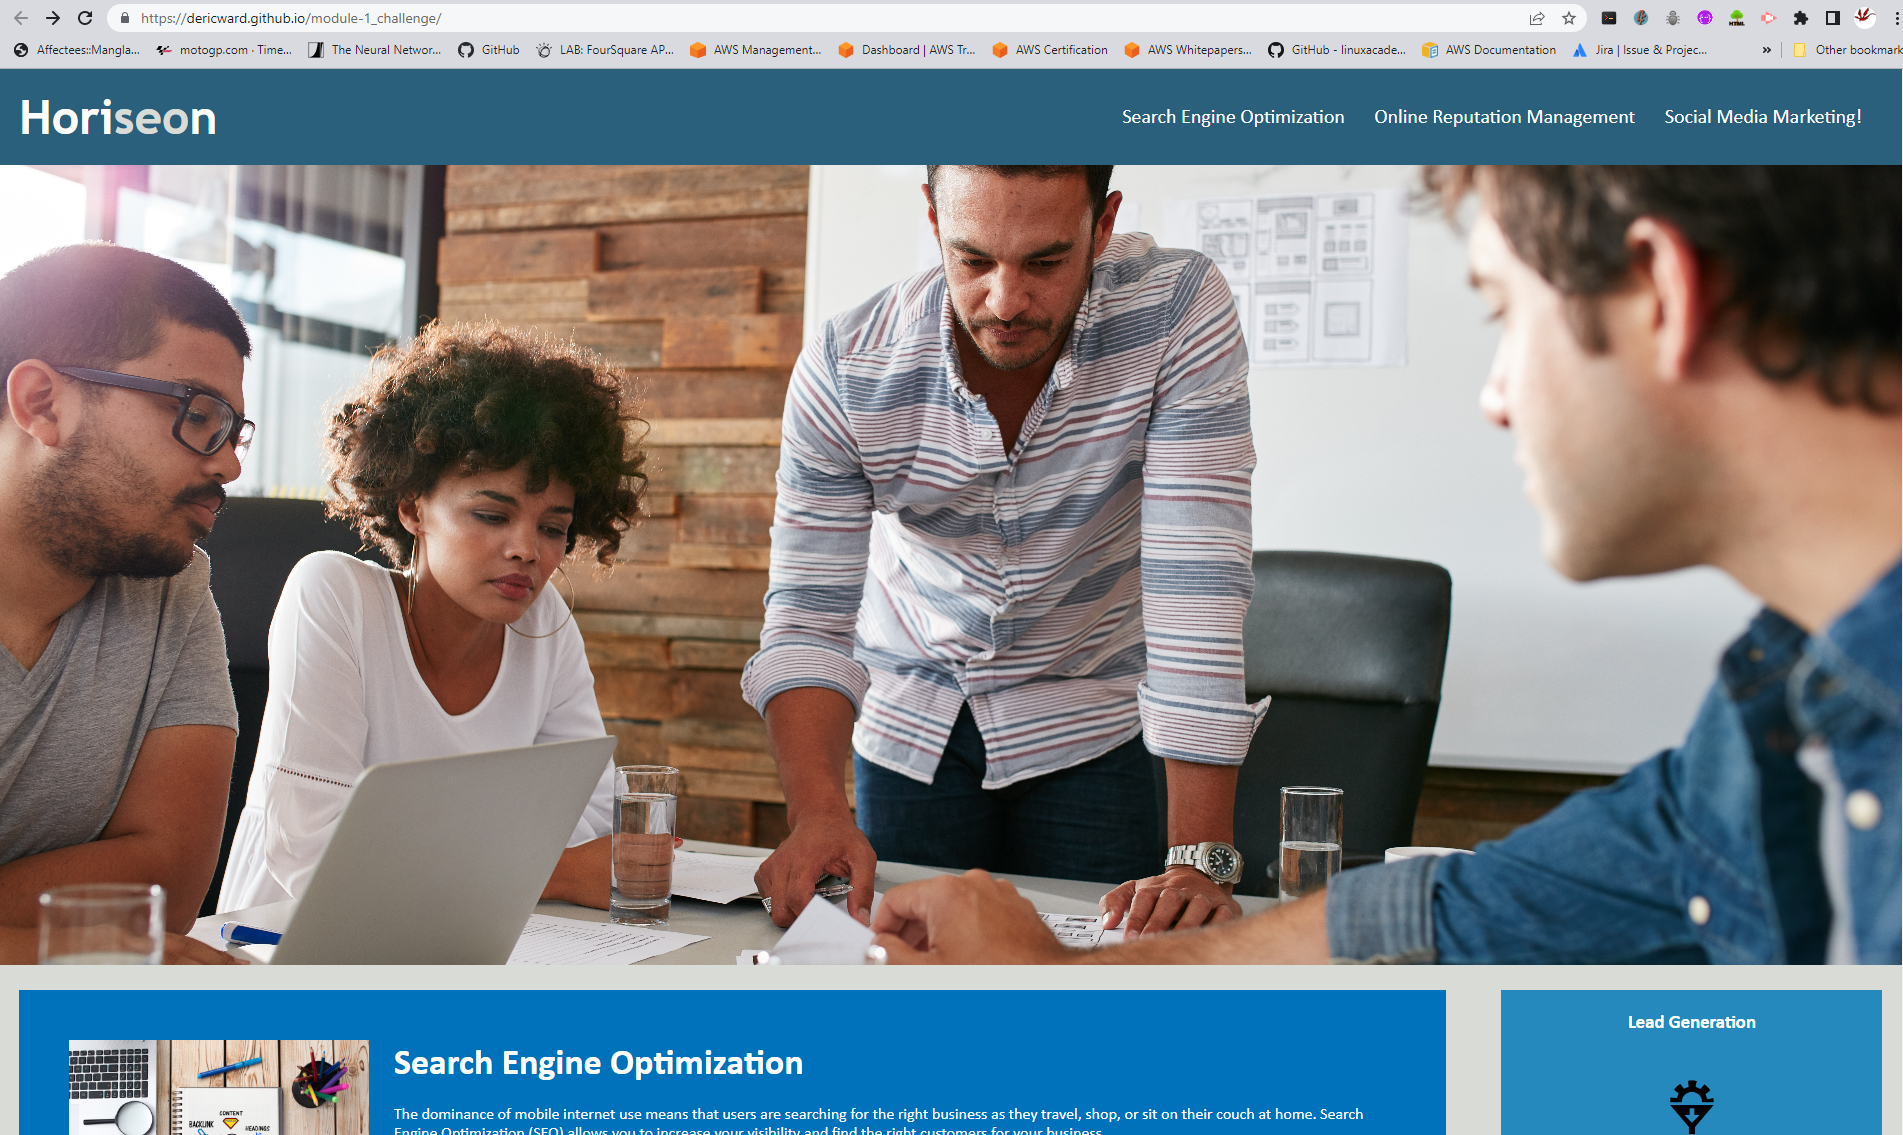 https://dericward.github.io/module-1_challenge/
Affectees::Mangla... motogp.com · Time... The Neural Networ... GitHub LAB: FourSquare AP... AWS Management... Dashboard | AWS Tr... AWS Certification AWS Whitepapers... GitHub - linuxacade... AWS Documentation Jira | Issue & Projec... » Other bookmark
Horiseon
Search Engine Optimization Online Reputation Management Social Media Marketing!
Lead Generation
Search Engine Optimization
CONTENT
BACKLINK
HEADINGS
The dominance of mobile internet use means that users are searching for the right business as they travel, shop, or sit on their couch at home. Search
Engine Optimization (SEO) allows you to increase your visibility and find the right customers for your business.